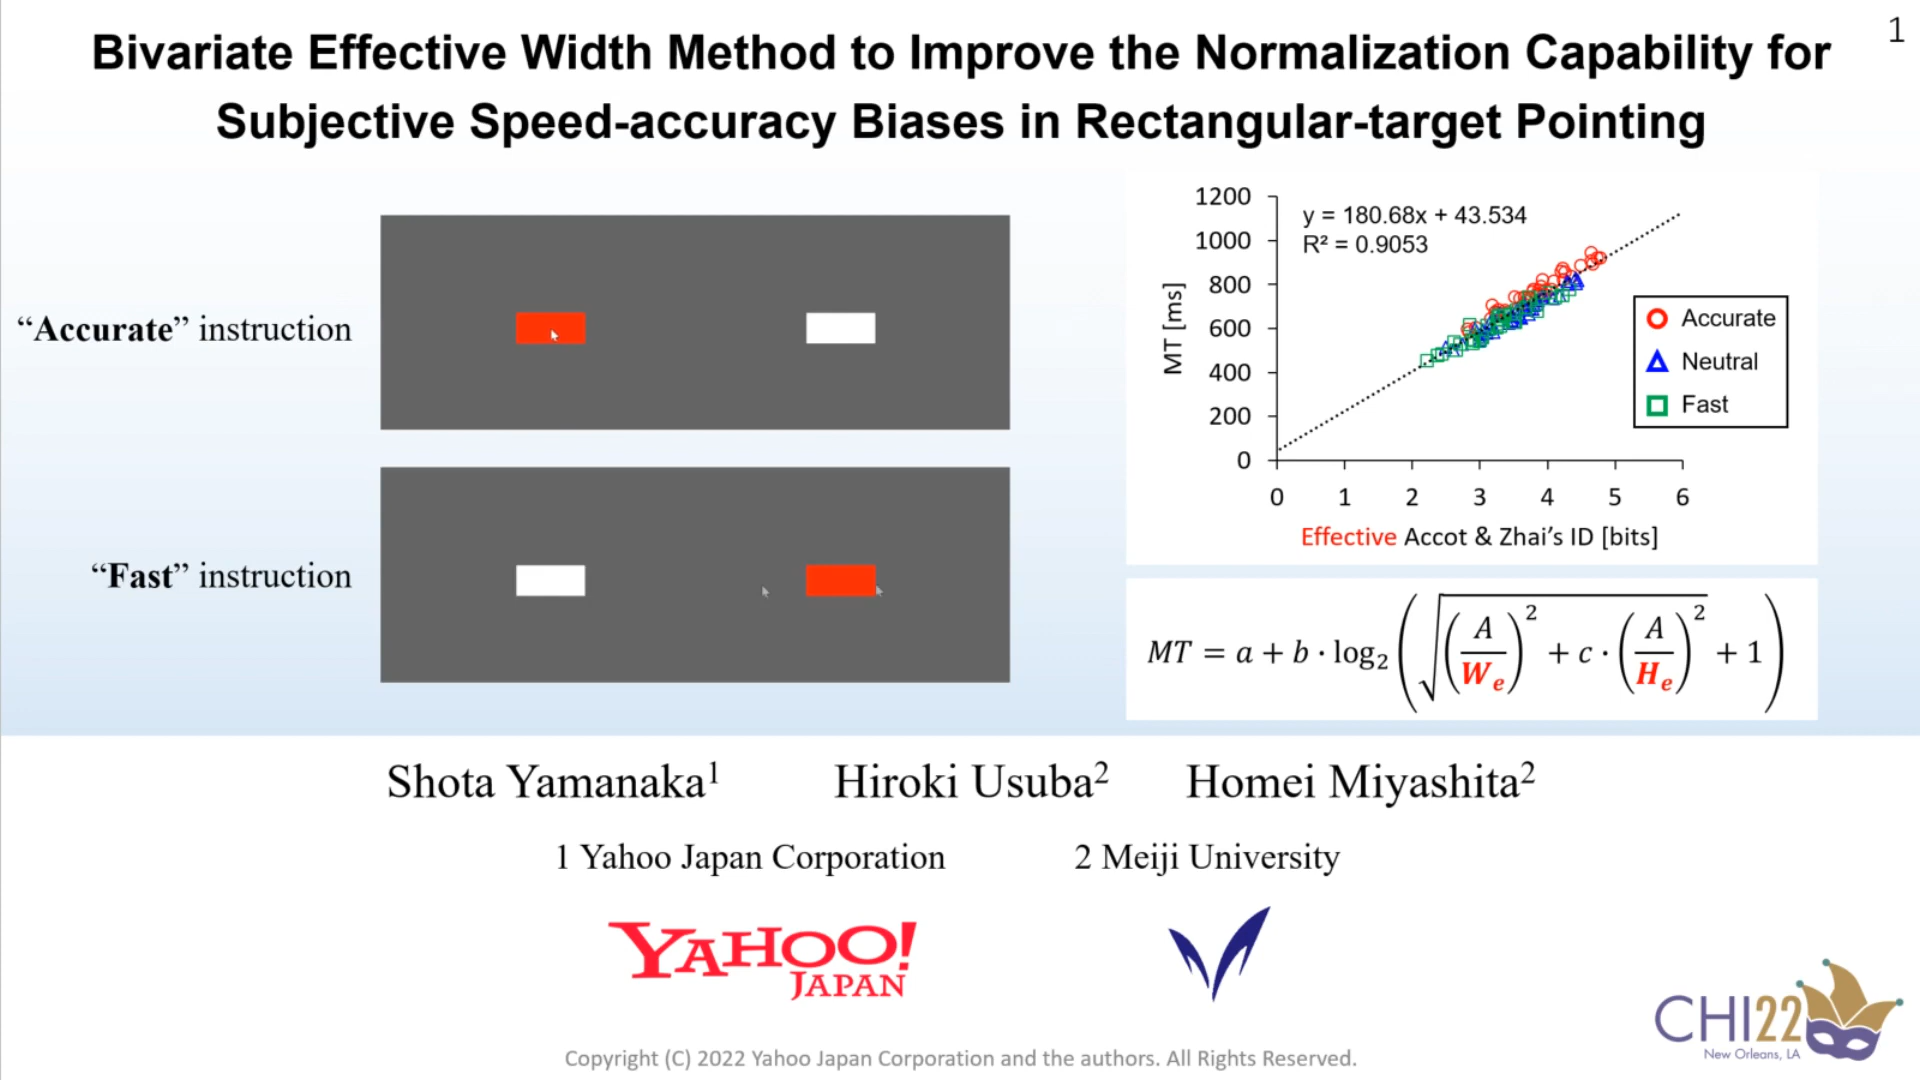 1
Bivariate Effective Width Method to Improve the Normalization Capability for
Subjective Speed-accuracy Biases in Rectangular-target Pointing
“Accurate” instruction
“Fast” instruction
1200
1000
800
600
400
200
0
MT [ms]
y = 180.68x + 43.534
R² = 0.9053
Accurate
Neutral
Fast
0 1 2 3 4 5 6
Effective Accot & Zhai’s ID [bits]
MT = a + b · log₂(√((A/Wₑ)² + c · (A/Hₑ)²) + 1)
Shota Yamanaka¹ Hiroki Usuba² Homei Miyashita²
1 Yahoo Japan Corporation 2 Meiji University
YAHOO!
JAPAN
CHI22
New Orleans, LA
Copyright (C) 2022 Yahoo Japan Corporation and the authors. All Rights Reserved.